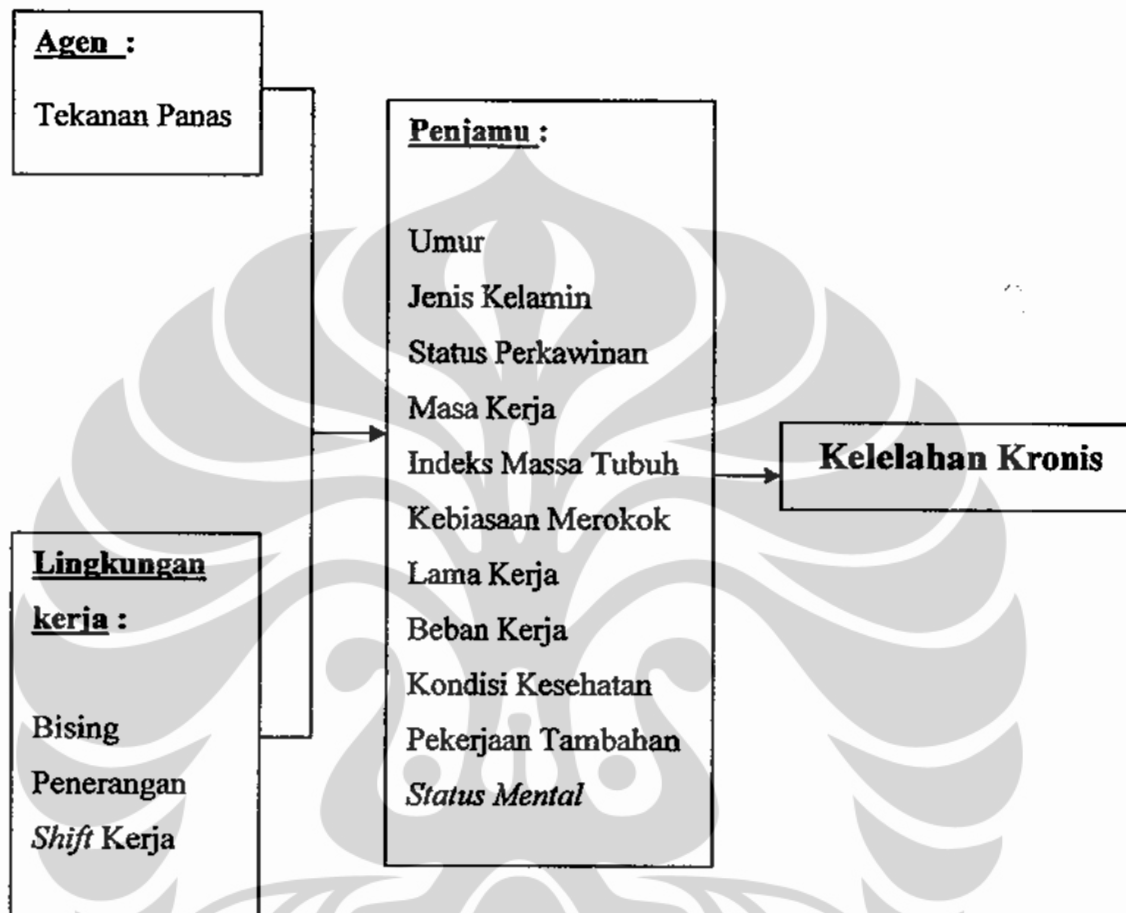 Agen :
Tekanan Panas
Penjamu :
Umur
Jenis Kelamin
Status Perkawinan
Masa Kerja
Indeks Massa Tubuh
Kebiasaan Merokok
Lama Kerja
Beban Kerja
Kondisi Kesehatan
Pekerjaan Tambahan
Status Mental
Kelelahan Kronis
Lingkungan
kerja :
Bising
Penerangan
Shift Kerja